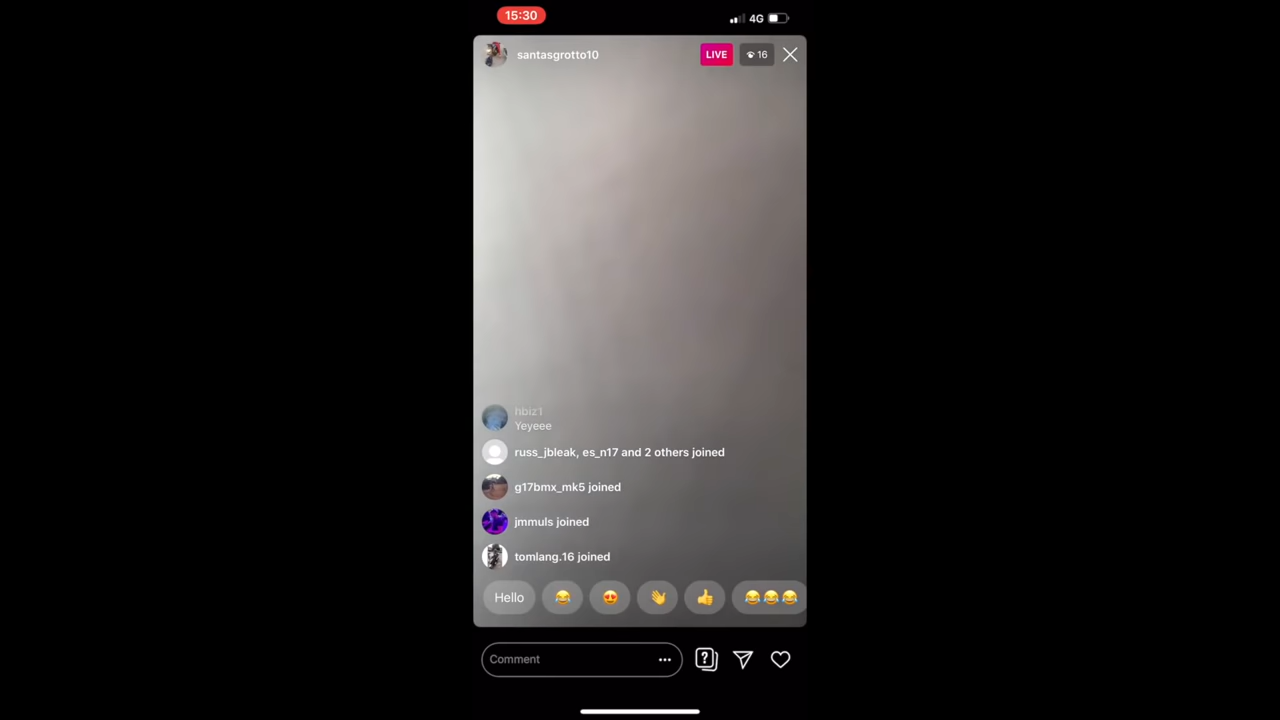 15:30
4G
santasgrotto10
LIVE
16
hbiz1
Yeyeee
russ_jbleak, es_n17 and 2 others joined
g17bmx_mk5 joined
jmmuls joined
tomlang.16 joined
Hello
Comment